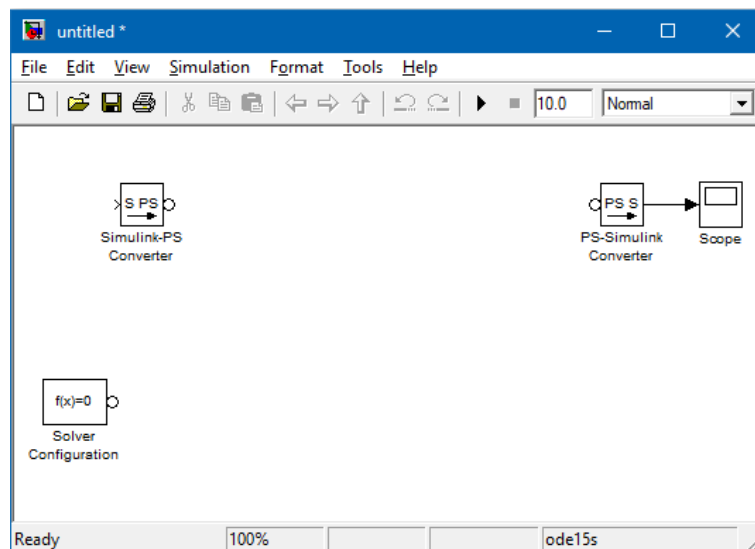 untitled *
File Edit View Simulation Format Tools Help
10.0 Normal
S PS
Simulink-PS
Converter
PS S
PS-Simulink
Converter
Scope
f(x)=0
Solver
Configuration
Ready 100% ode15s